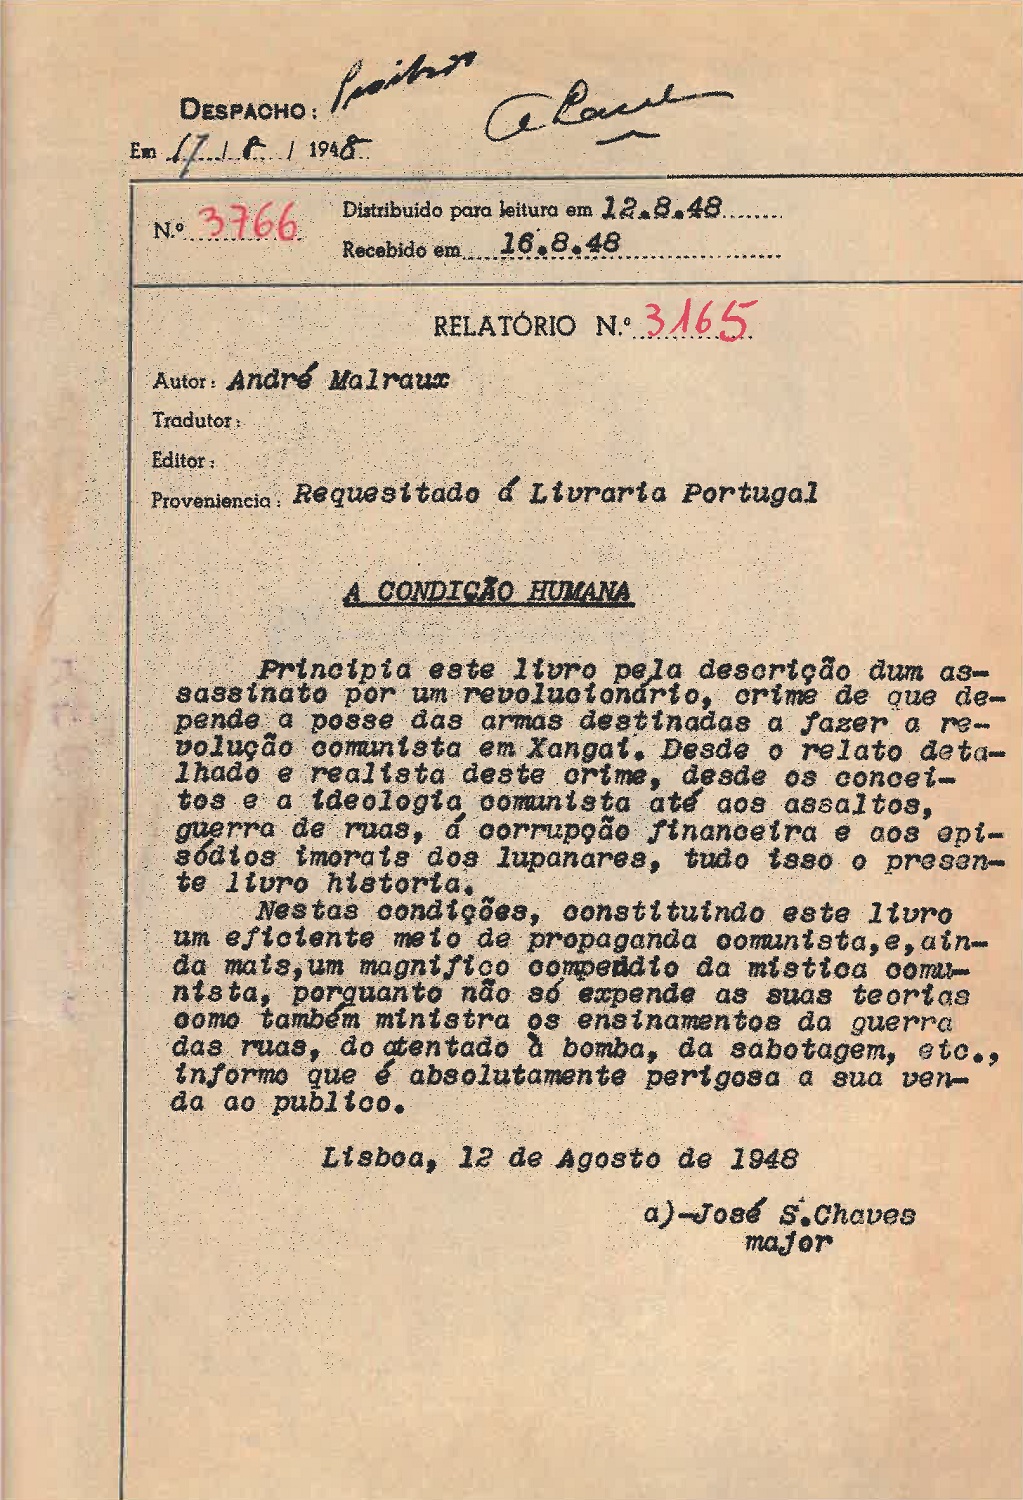 DESPACHO: Proibir
Em 17 / 8 / 1948
N.º 3766
Distribuido para leitura em 12.8.48
Recebido em 16.8.48
RELATÓRIO N.º 3165
Autor: André Malraux
Tradutor:
Editor:
Proveniencia: Requesitado á Livraria Portugal
A CONDIÇÃO HUMANA
Principia este livro pela descrição dum as-
sassinato por um revolucionário, crime de que de-
pende a posse das armas destinadas a fazer a re-
volução comunista em Xangai. Desde o relato deta-
lhado e realista deste crime, desde os concei-
tos e a ideologia comunista até aos assaltos,
guerra de ruas, á corrupção financeira e aos epi-
sódios imorais dos lupanares, tudo isso o presen-
te livro historia.
Nestas condições, constituindo este livro
um eficiente meio de propaganda comunista,e,ain-
da mais,um magnifico compendio da mistica comu-
nista, porquanto não só expende as suas teorias
como também ministra os ensinamentos da guerra
das ruas, do atentado à bomba, da sabotagem, etc.,
informo que é absolutamente perigosa a sua ven-
da ao publico.
Lisboa, 12 de Agosto de 1948
a)-José S.Chaves
major